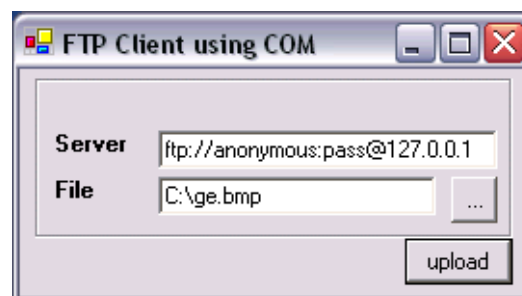 FTP Client using COM
Server ftp://anonymous:pass@127.0.0.1
File C:\ge.bmp ...
upload